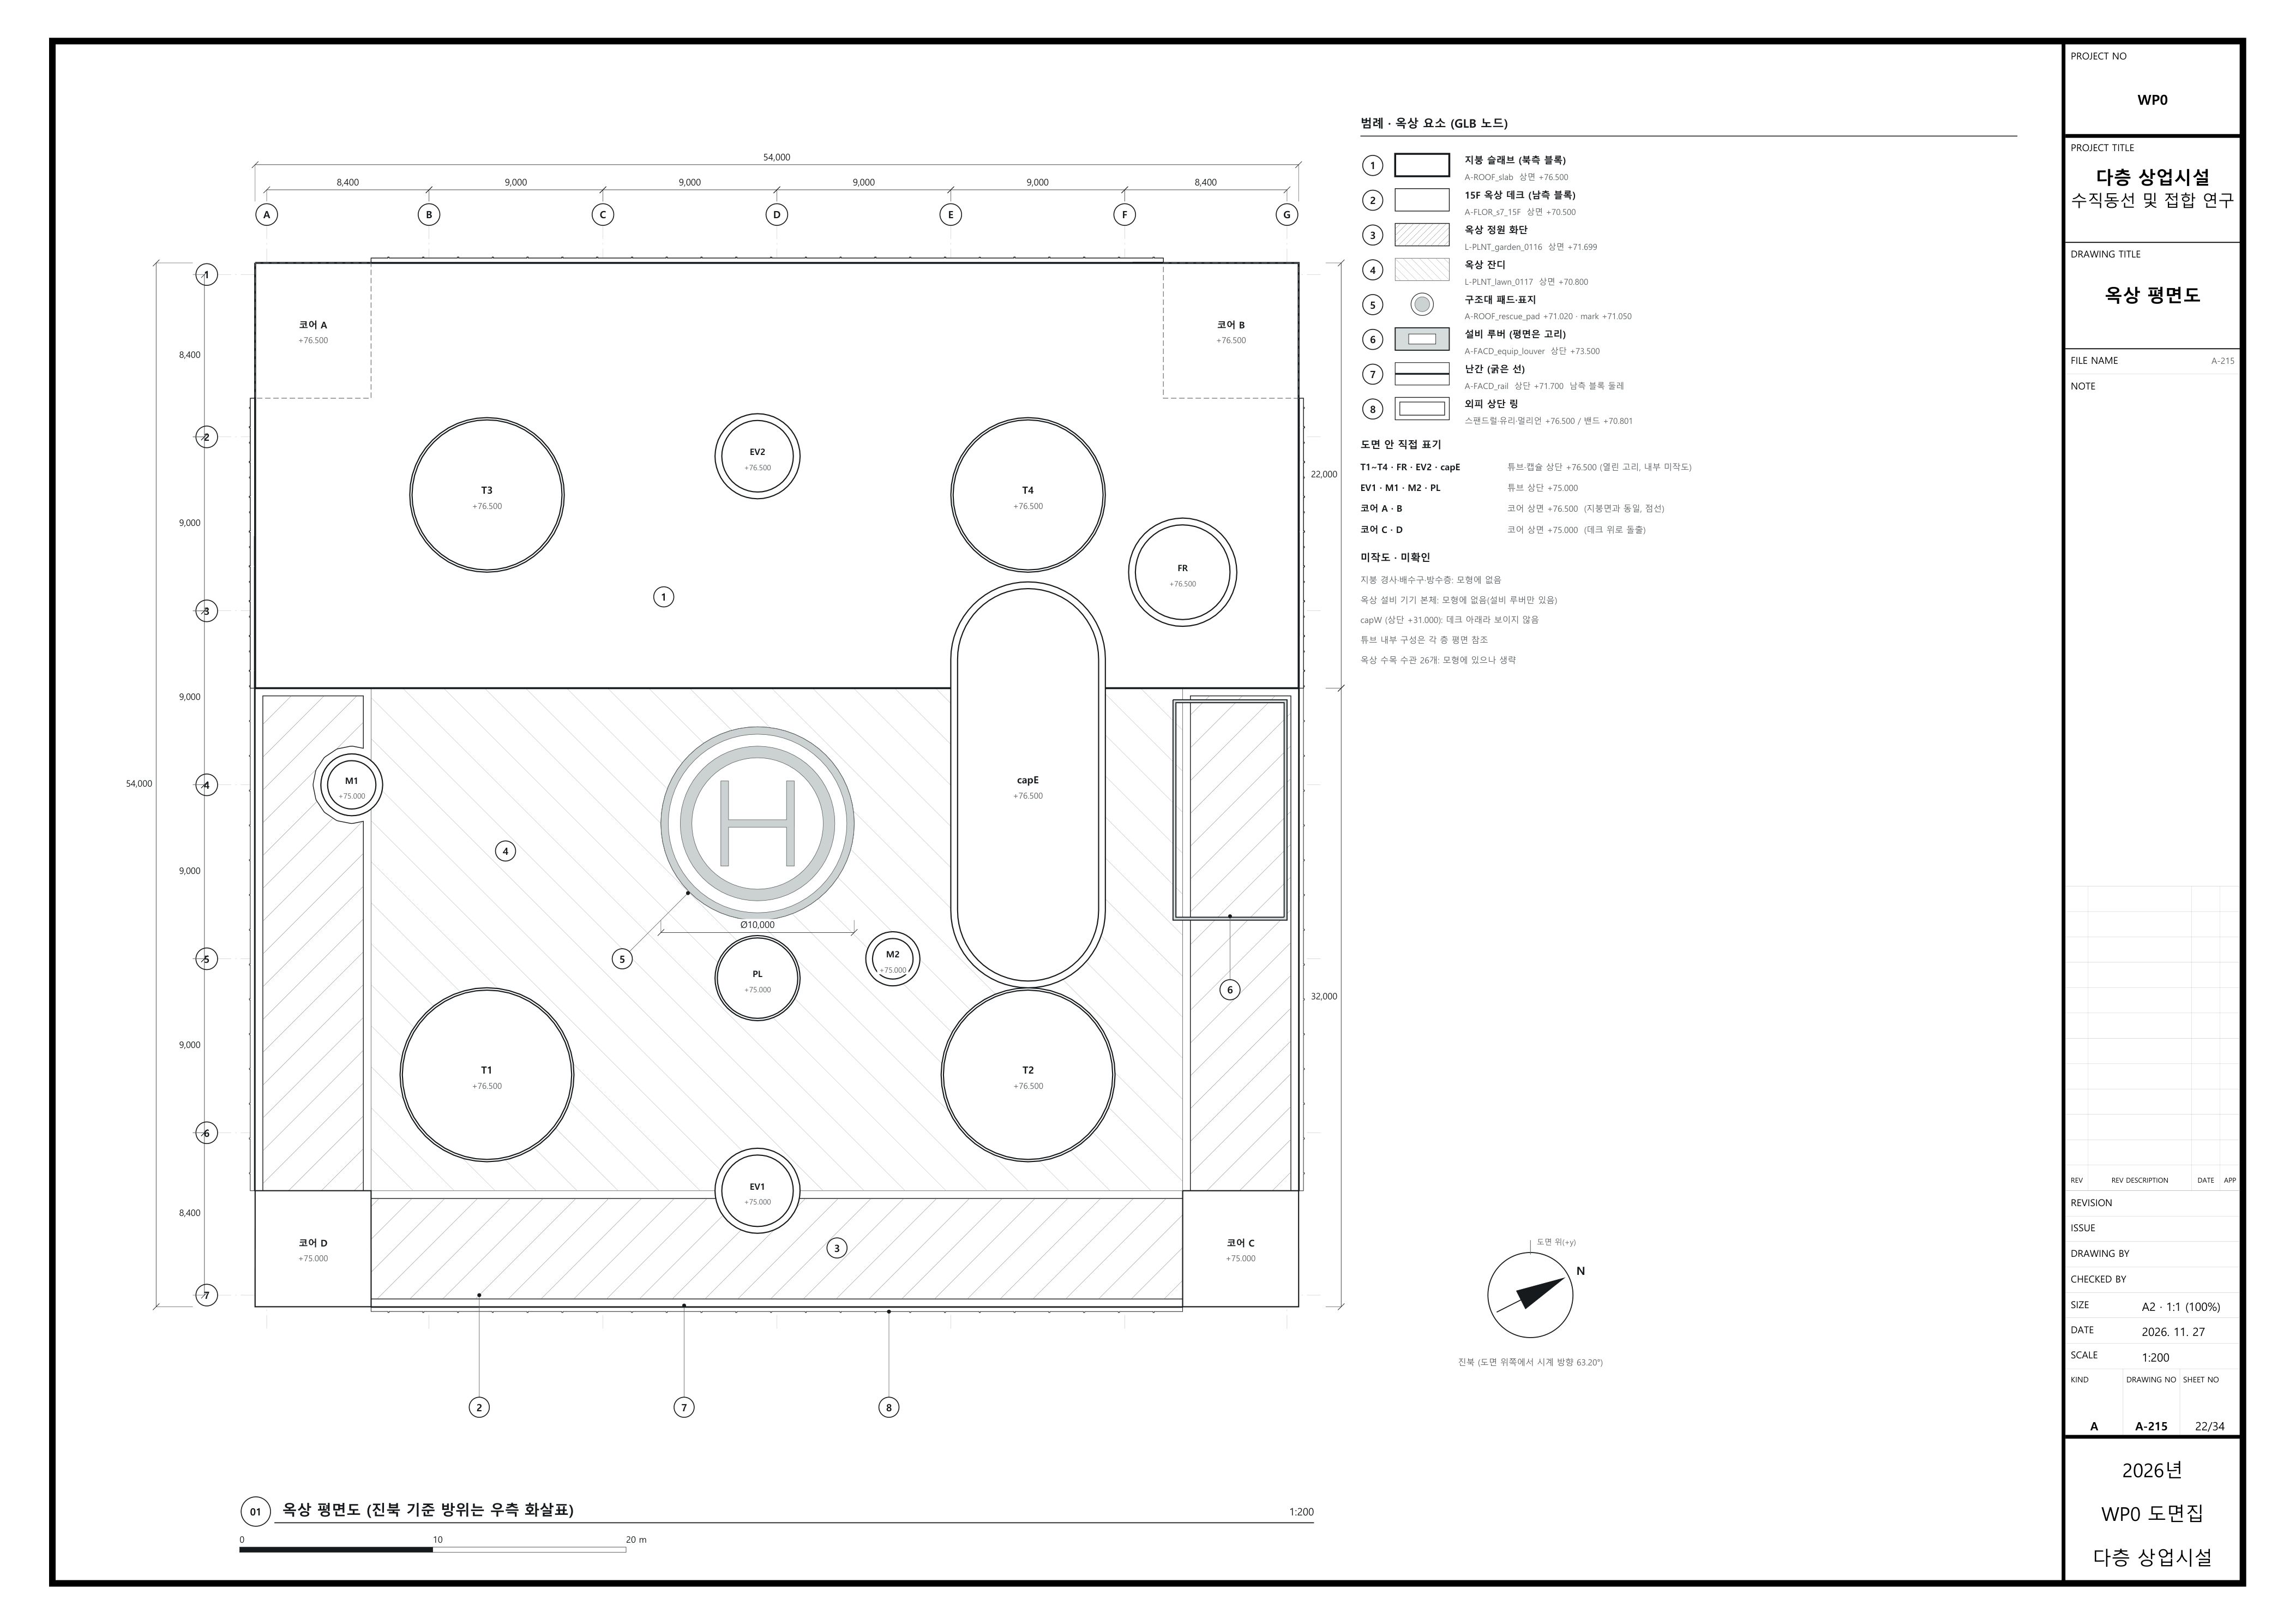 54,000
8,400
9,000
9,000
9,000
9,000
8,400
A
B
C
D
E
F
G
1
2
3
4
5
6
7
8,400
9,000
9,000
9,000
9,000
8,400
54,000
22,000
32,000
코어 A
+76.500
코어 B
+76.500
T3
+76.500
EV2
+76.500
T4
+76.500
FR
+76.500
1
M1
+75.000
capE
+76.500
4
Ø10,000
5
PL
+75.000
M2
+75.000
6
T1
+76.500
T2
+76.500
EV1
+75.000
코어 D
+75.000
3
코어 C
+75.000
2
7
8
01
옥상 평면도 (진북 기준 방위는 우측 화살표)
1:200
0
10
20 m
범례 · 옥상 요소 (GLB 노드)
1
지붕 슬래브 (북측 블록)
A-ROOF_slab 상면 +76.500
2
15F 옥상 데크 (남측 블록)
A-FLOR_s7_15F 상면 +70.500
3
옥상 정원 화단
L-PLNT_garden_0116 상면 +71.699
4
옥상 잔디
L-PLNT_lawn_0117 상면 +70.800
5
구조대 패드·표지
A-ROOF_rescue_pad +71.020 · mark +71.050
6
설비 루버 (평면은 고리)
A-FACD_equip_louver 상단 +73.500
7
난간 (굵은 선)
A-FACD_rail 상단 +71.700 남측 블록 둘레
8
외피 상단 링
스팬드럴·유리·멀리언 +76.500 / 밴드 +70.801
도면 안 직접 표기
T1~T4 · FR · EV2 · capE 튜브·캡슐 상단 +76.500 (열린 고리, 내부 미작도)
EV1 · M1 · M2 · PL 튜브 상단 +75.000
코어 A · B 코어 상면 +76.500 (지붕면과 동일, 점선)
코어 C · D 코어 상면 +75.000 (데크 위로 돌출)
미작도 · 미확인
지붕 경사·배수구·방수층: 모형에 없음
옥상 설비 기기 본체: 모형에 없음(설비 루버만 있음)
capW (상단 +31.000): 데크 아래라 보이지 않음
튜브 내부 구성은 각 층 평면 참조
옥상 수목 수관 26개: 모형에 있으나 생략
도면 위(+y)
N
진북 (도면 위쪽에서 시계 방향 63.20°)
PROJECT NO
WP0
PROJECT TITLE
다층 상업시설
수직동선 및 접합 연구
DRAWING TITLE
옥상 평면도
FILE NAME A-215
NOTE
REV REV DESCRIPTION DATE APP
REVISION
ISSUE
DRAWING BY
CHECKED BY
SIZE A2 · 1:1 (100%)
DATE 2026. 11. 27
SCALE 1:200
KIND DRAWING NO SHEET NO
A A-215 22/34
2026년
WP0 도면집
다층 상업시설